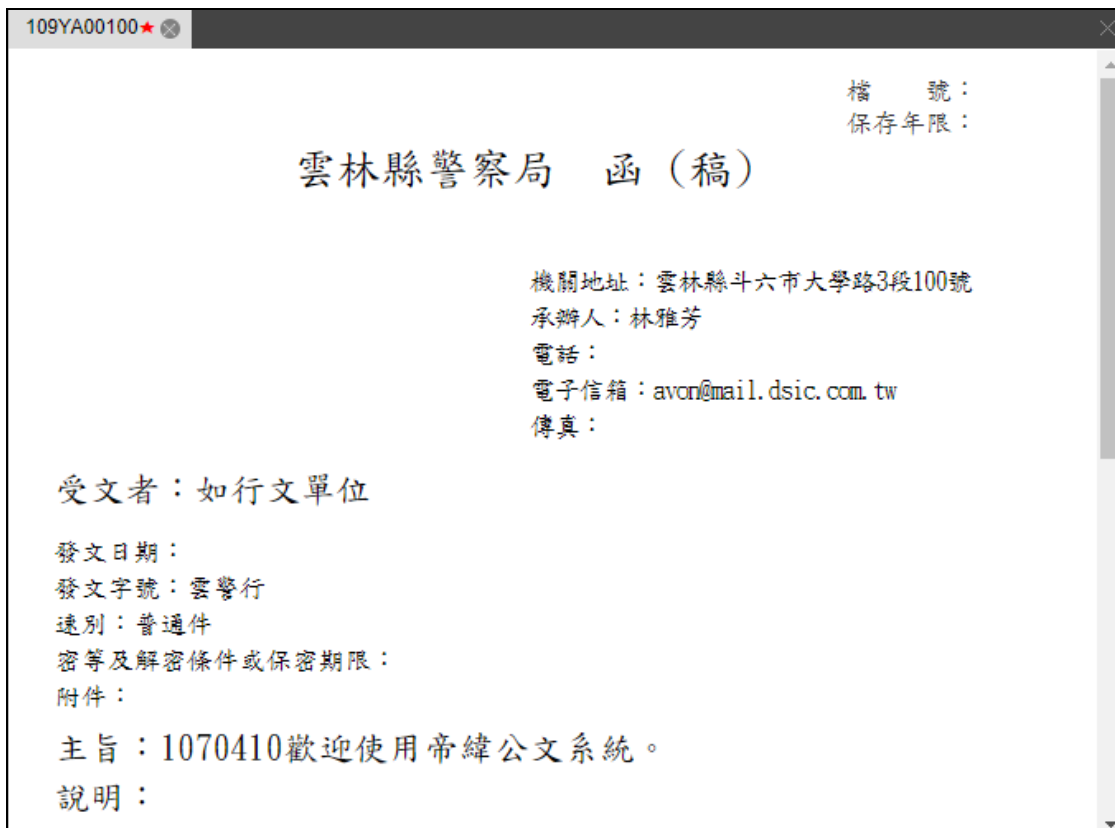 109YA00100★
檔　　號：
保存年限：
雲林縣警察局　函（稿）
機關地址：雲林縣斗六市大學路3段100號
承辦人：林雅芳
電話：
電子信箱：avon@mail.dsic.com.tw
傳真：
受文者：如行文單位
發文日期：
發文字號：雲警行
速別：普通件
密等及解密條件或保密期限：
附件：
主旨：1070410歡迎使用帝緯公文系統。
說明：